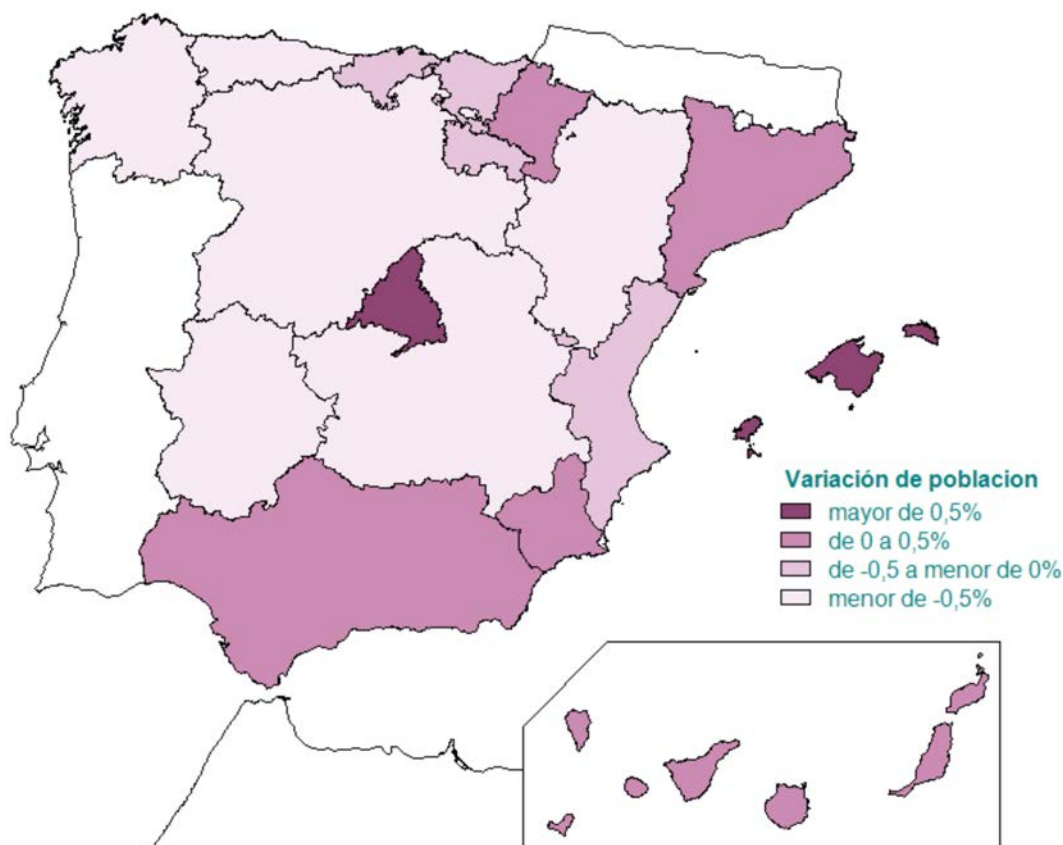 Variación de poblacion
mayor de 0,5%
de 0 a 0,5%
de -0,5 a menor de 0%
menor de -0,5%